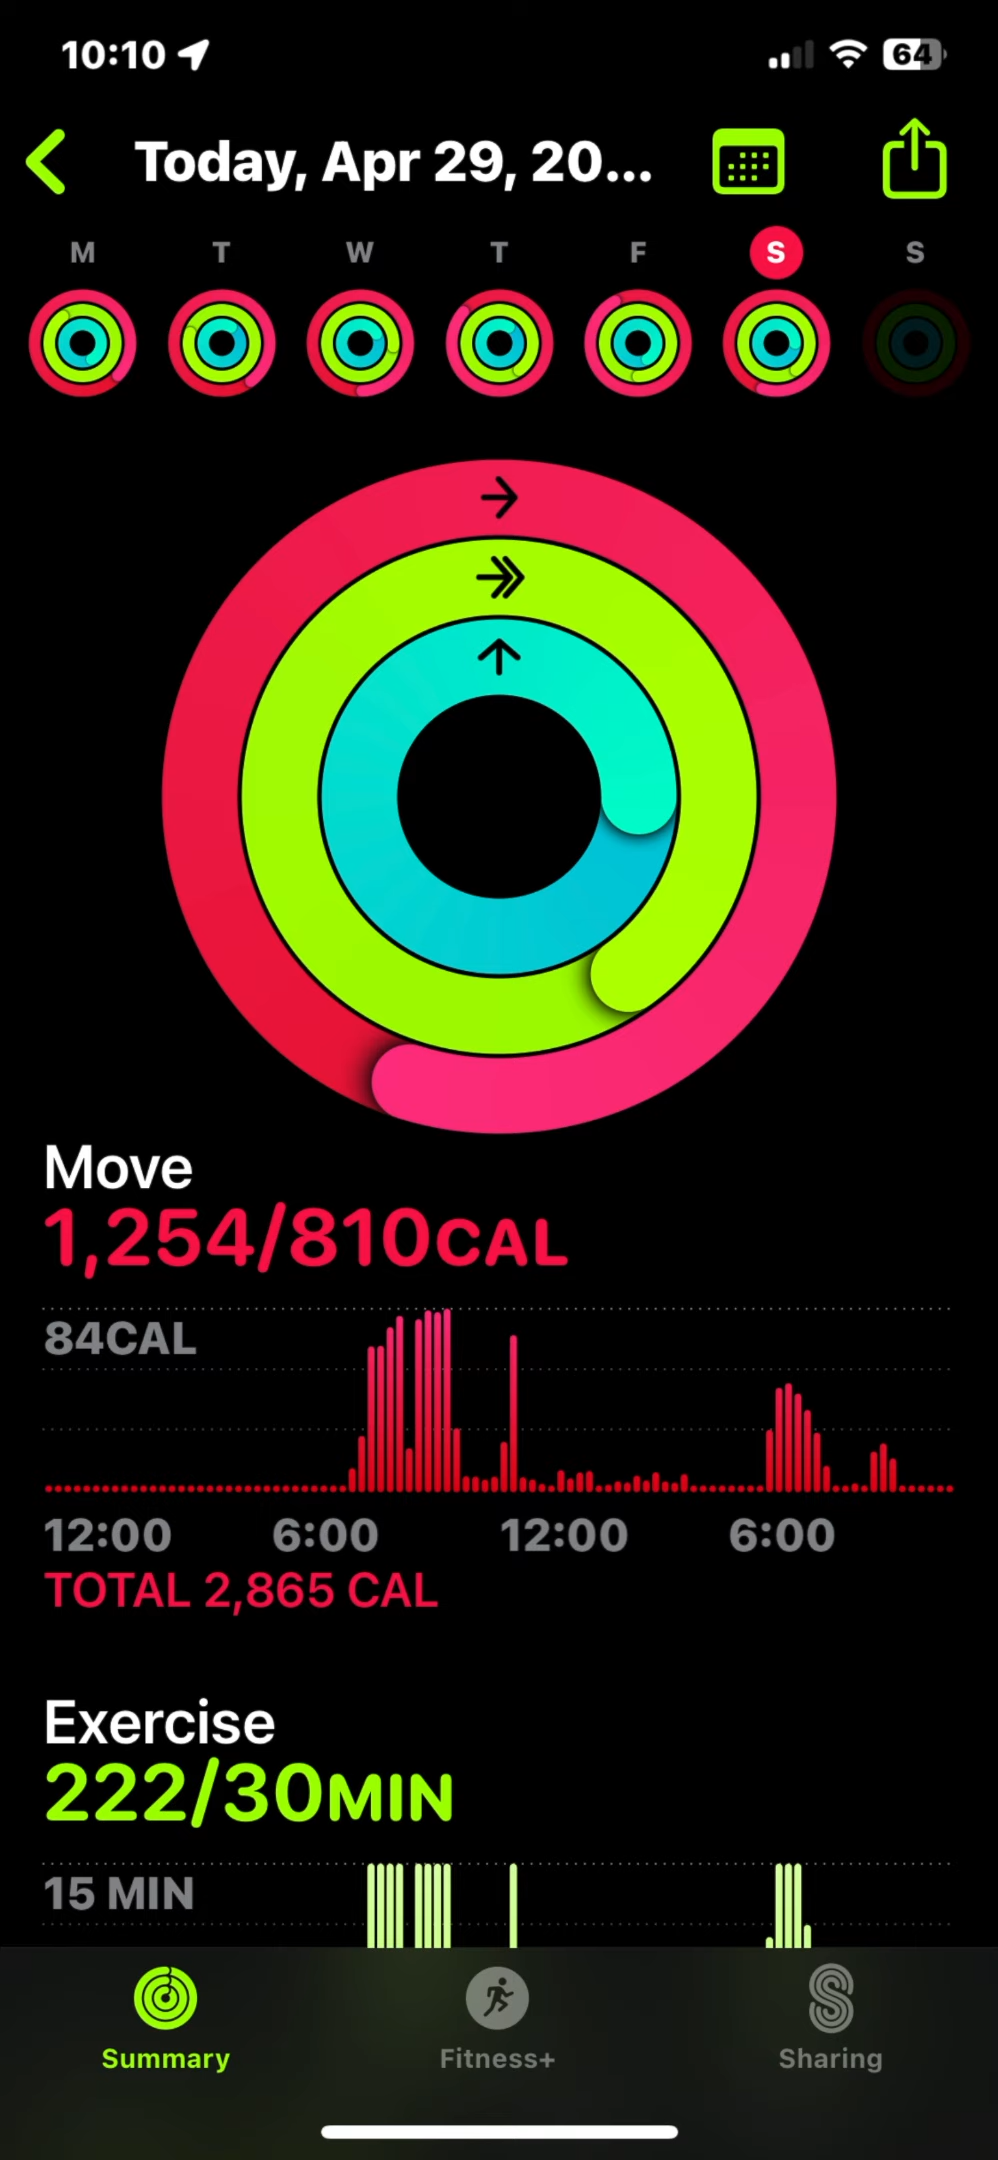 10:10
64
Today, Apr 29, 20...
M T W T F S S
Move
1,254/810CAL
84CAL
12:00 6:00 12:00 6:00
TOTAL 2,865 CAL
Exercise
222/30MIN
15 MIN
Summary Fitness+ Sharing